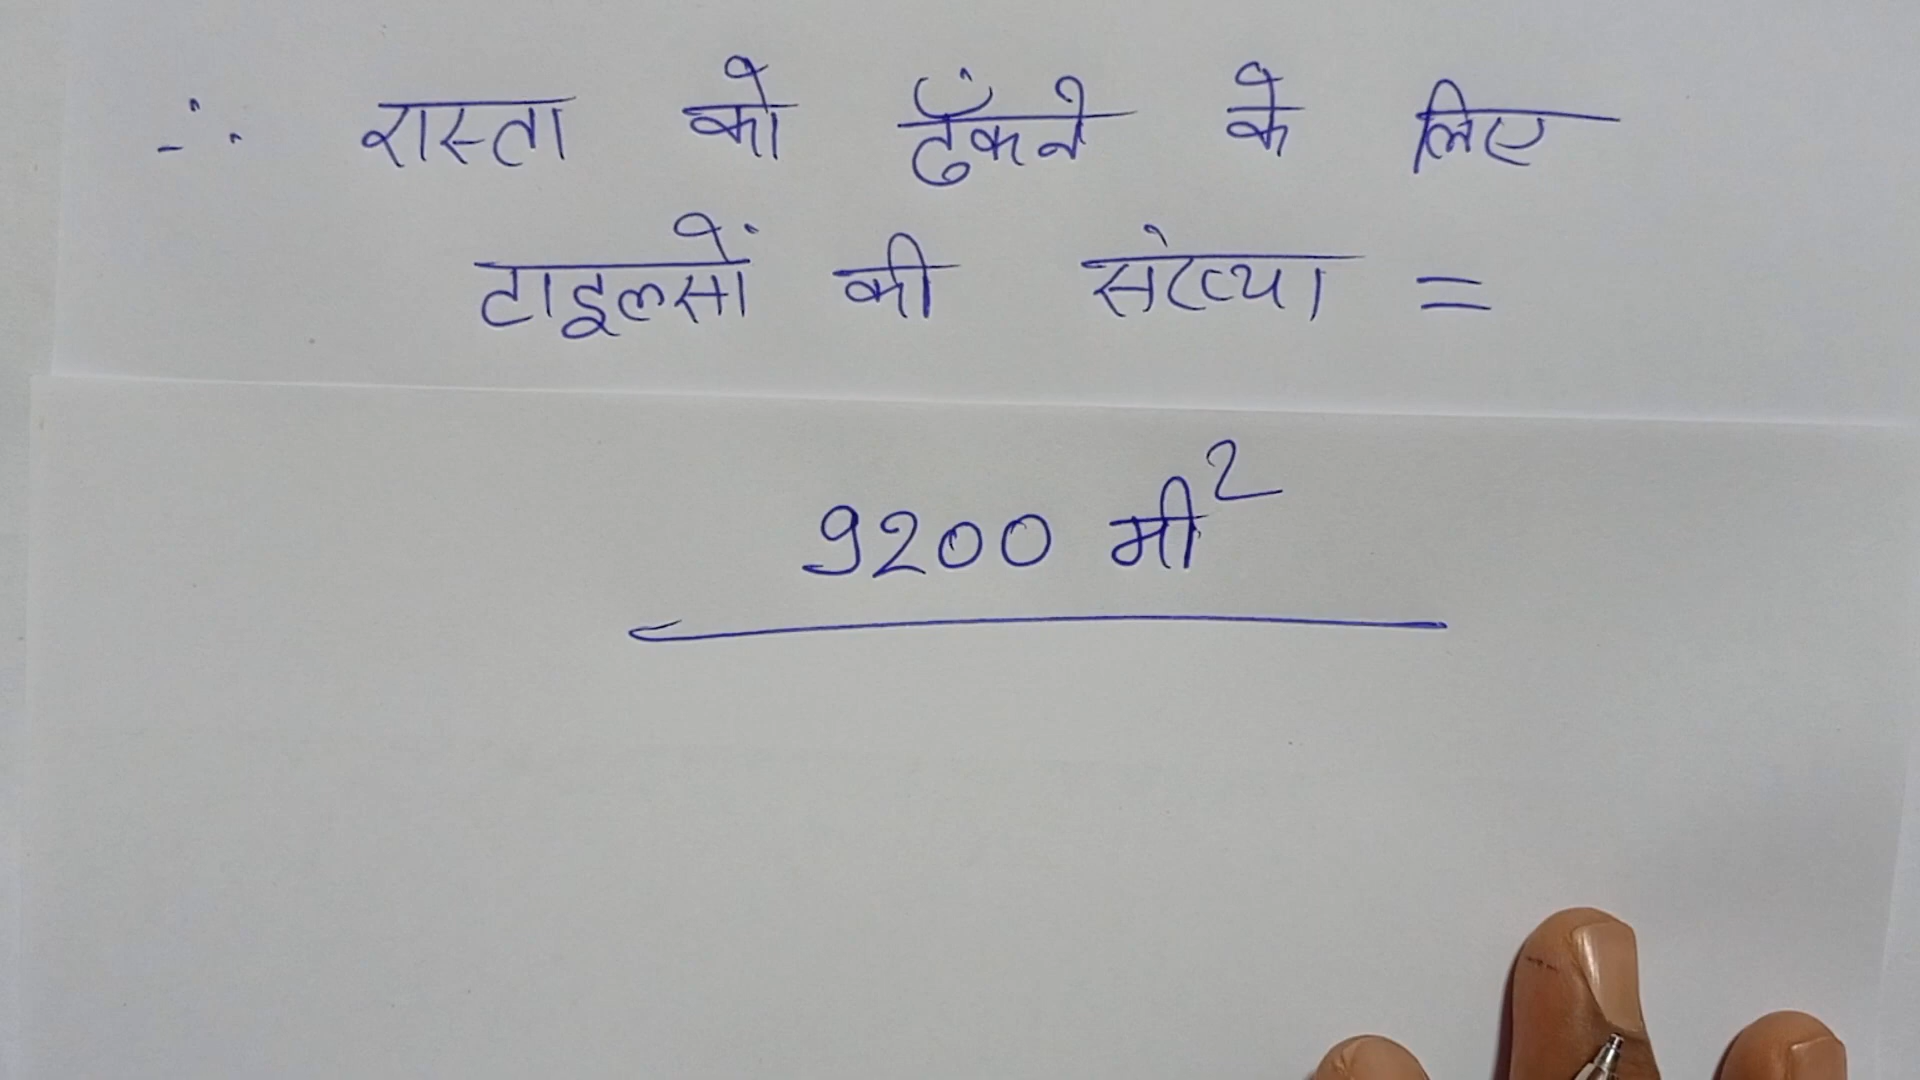 ∴ रास्ता को ढँकने के लिए
टाइलसों की संख्या =
9200 मी²